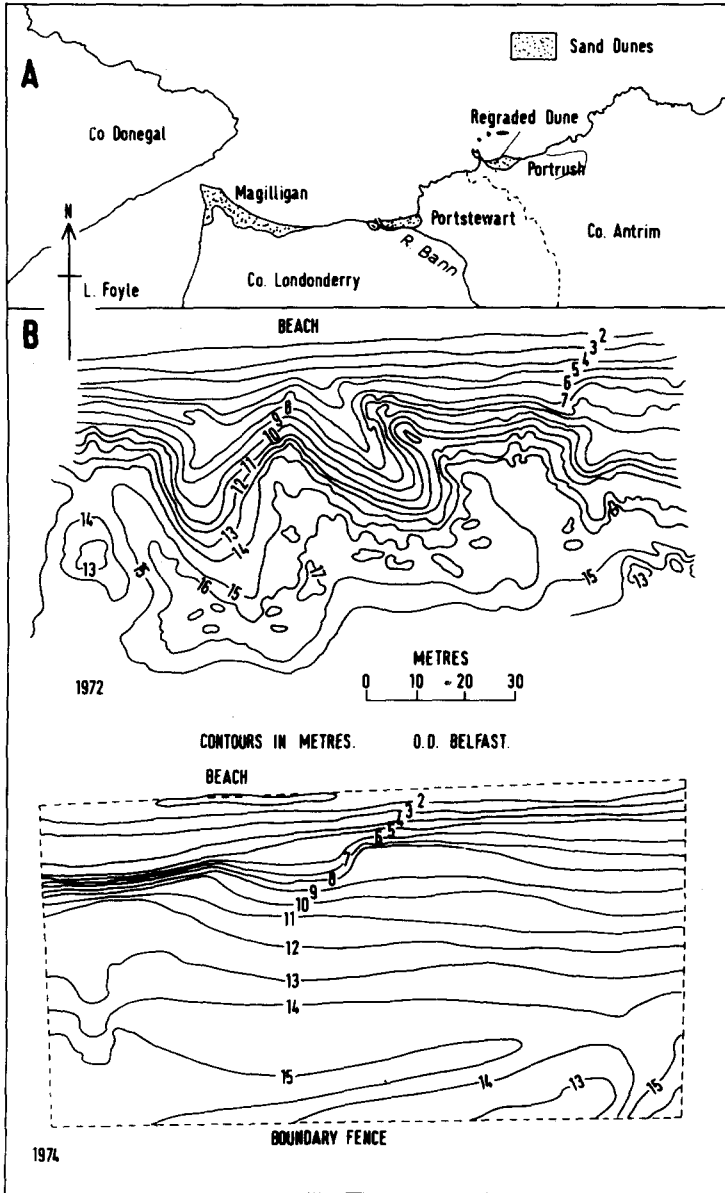 A
Sand Dunes
Co Donegal
Regraded Dune
Portrush
Magilligan
N
Portstewart
Co. Antrim
R. Bann
L. Foyle
Co. Londonderry
B
BEACH
2
3
4
5
6
7
8
9
10
11
12
13
14
14
13
15
16
15
17
15
13
1972
METRES
0 10 20 30
CONTOURS IN METRES. O.D. BELFAST.
BEACH
2
3
4
5
6
7
8
9
10
11
12
13
14
15
14
13
15
BOUNDARY FENCE
1974